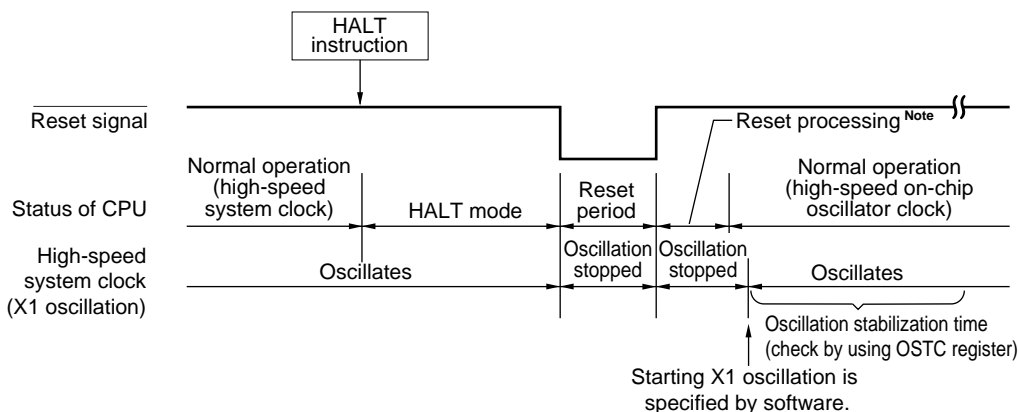 HALT
instruction
Reset signal
Reset processing Note
Normal operation
(high-speed
system clock)
Reset
period
Normal operation
(high-speed on-chip
oscillator clock)
Status of CPU
HALT mode
High-speed
system clock
(X1 oscillation)
Oscillates
Oscillation
stopped
Oscillation
stopped
Oscillates
Oscillation stabilization time
(check by using OSTC register)
Starting X1 oscillation is
specified by software.